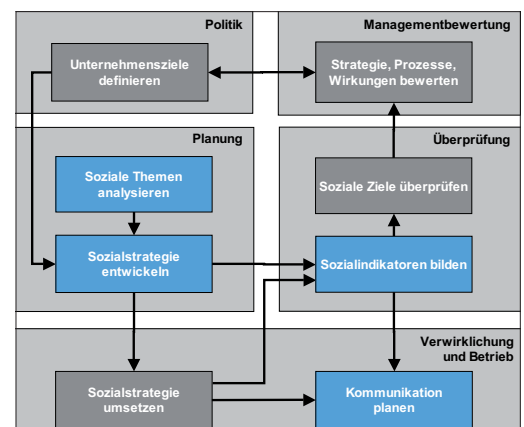 Politik
Unternehmensziele
definieren
Managementbewertung
Strategie, Prozesse,
Wirkungen bewerten
Planung
Soziale Themen
analysieren
Sozialstrategie
entwickeln
Überprüfung
Soziale Ziele überprüfen
Sozialindikatoren bilden
Verwirklichung
und Betrieb
Sozialstrategie
umsetzen
Kommunikation
planen